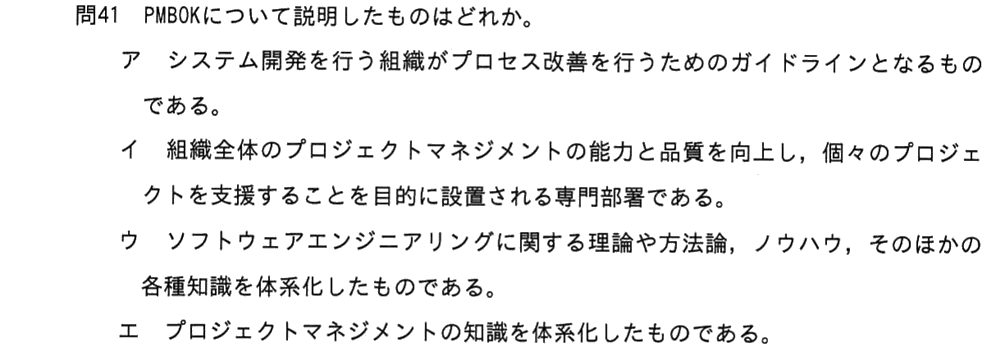 問41 PMBOKについて説明したものはどれか。
ア システム開発を行う組織がプロセス改善を行うためのガイドラインとなるもの
である。
イ 組織全体のプロジェクトマネジメントの能力と品質を向上し，個々のプロジェ
クトを支援することを目的に設置される専門部署である。
ウ ソフトウェアエンジニアリングに関する理論や方法論，ノウハウ，そのほかの
各種知識を体系化したものである。
エ プロジェクトマネジメントの知識を体系化したものである。